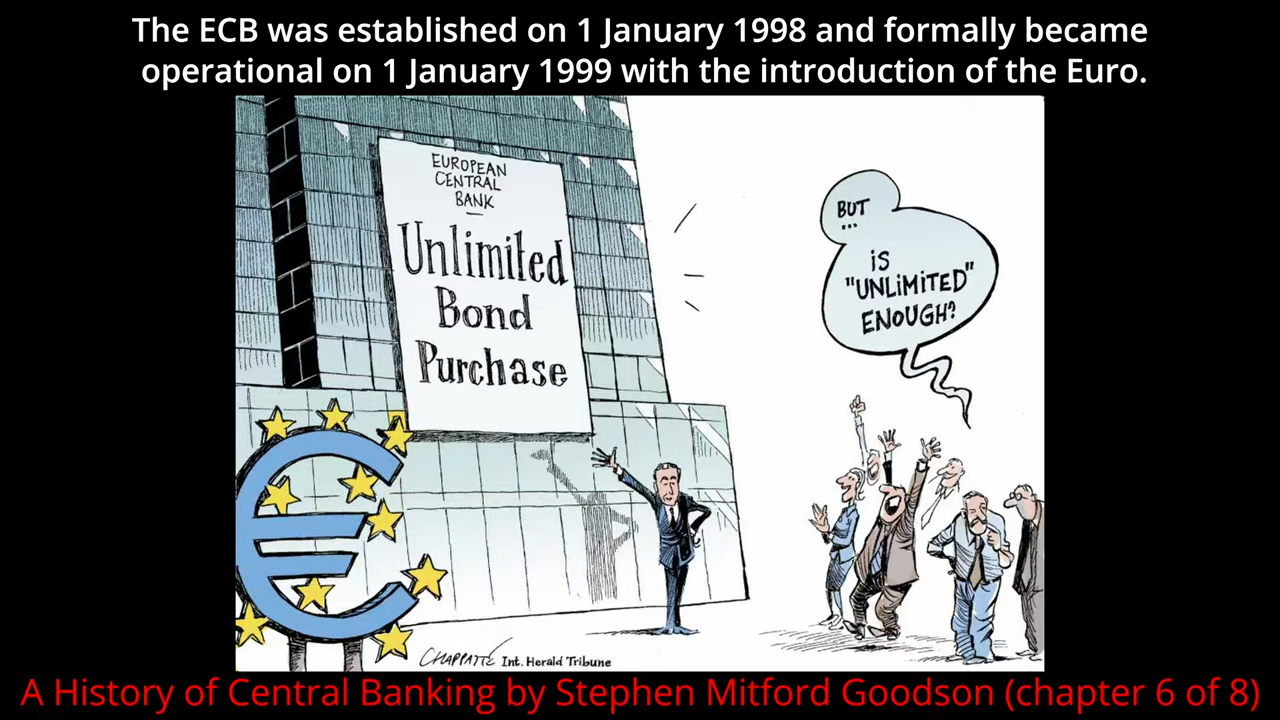 The ECB was established on 1 January 1998 and formally became
operational on 1 January 1999 with the introduction of the Euro.
EUROPEAN
CENTRAL
BANK
Unlimited
Bond
Purchase
BUT
...
iS
"UNLiMiTED"
ENOUGH?
€
CHAPPATTÉ Int. Herald Tribune
A History of Central Banking by Stephen Mitford Goodson (chapter 6 of 8)